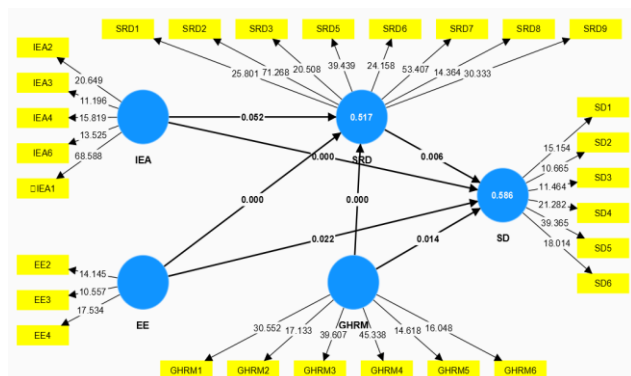 SRD1 SRD2 SRD3 SRD5 SRD6 SRD7 SRD8 SRD9
25.801 71.268 20.508 39.439 24.158 53.407 14.364 30.333
IEA2
IEA3
IEA4
IEA6
□IEA1
20.649
11.196
15.819
13.525
68.588
IEA
0.052
0.517
SRD
0.000
0.006
SD1
SD2
SD3
SD4
SD5
SD6
15.154
10.665
11.464
21.282
39.365
18.014
0.586
SD
0.000
0.000
0.022
0.014
EE2
EE3
EE4
14.145
10.557
17.534
EE
GHRM
30.552 17.133 39.607 45.338 14.618 16.048
GHRM1 GHRM2 GHRM3 GHRM4 GHRM5 GHRM6